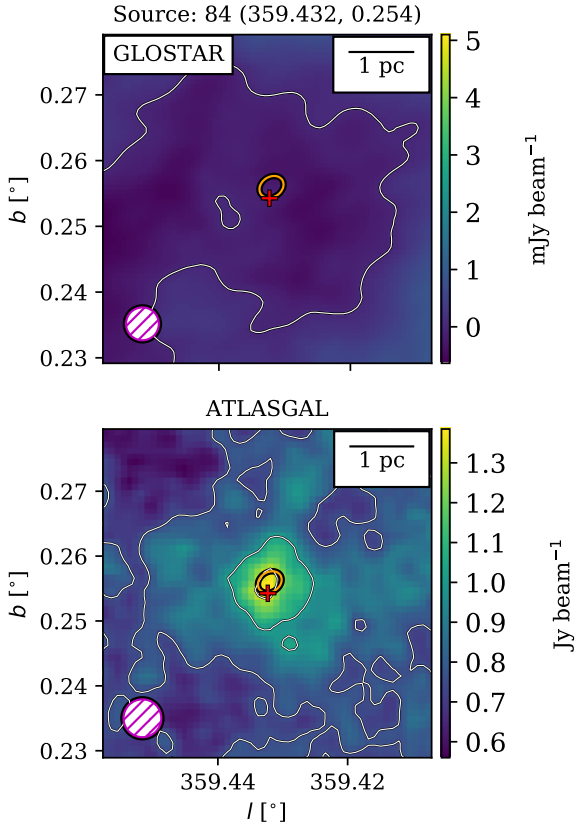 Source: 84 (359.432, 0.254)
GLOSTAR
1 pc
0.27
0.26
0.25
0.24
0.23
b [°]
5
4
3
2
1
0
mJy beam⁻¹
ATLASGAL
1 pc
0.27
0.26
0.25
0.24
0.23
b [°]
1.3
1.2
1.1
1.0
0.9
0.8
0.7
0.6
Jy beam⁻¹
359.44
359.42
l [°]